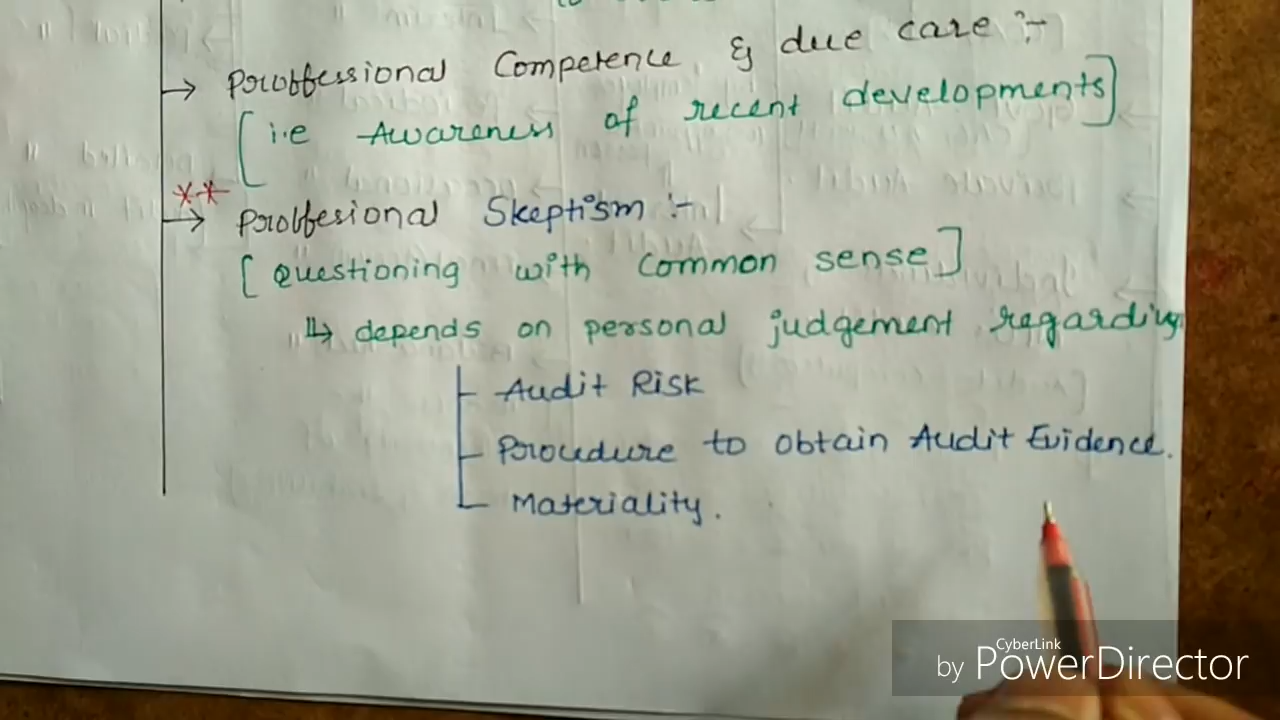 → Proffessional Competence & due care :-
[ i.e Awareness of recent developments ]
**
→ Proffesional Skeptism :-
[ Questioning with Common sense ]
↳ depends on personal judgement regarding
Audit Risk
Procedure to obtain Audit Evidence.
Materiality.
CyberLink
by PowerDirector